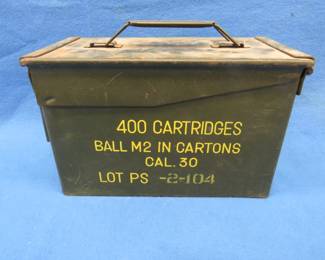 400 CARTRIDGES
BALL M2 IN CARTONS
CAL. 30
LOT PS -2-104